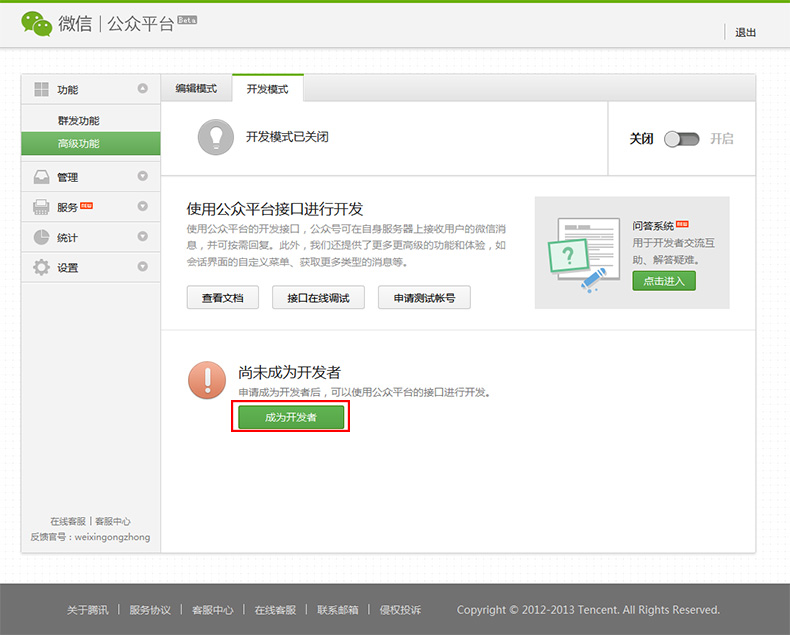 微信 | 公众平台 Beta
退出
功能
群发功能
高级功能
管理
服务
统计
设置
在线客服 | 客服中心
反馈官号：weixingongzhong
编辑模式
开发模式
开发模式已关闭
关闭
开启
使用公众平台接口进行开发
使用公众平台的开发接口，公众号可在自身服务器上接收用户的微信消
息，并可按需回复。此外，我们还提供了更多更高级的功能和体验，如
会话界面的自定义菜单、获取更多类型的消息等。
查看文档
接口在线调试
申请测试帐号
?
问答系统
用于开发者交流互
助、解答疑难。
点击进入
尚未成为开发者
申请成为开发者后，可以使用公众平台的接口进行开发。
成为开发者
关于腾讯 | 服务协议 | 客服中心 | 在线客服 | 联系邮箱 | 侵权投诉 Copyright © 2012-2013 Tencent. All Rights Reserved.